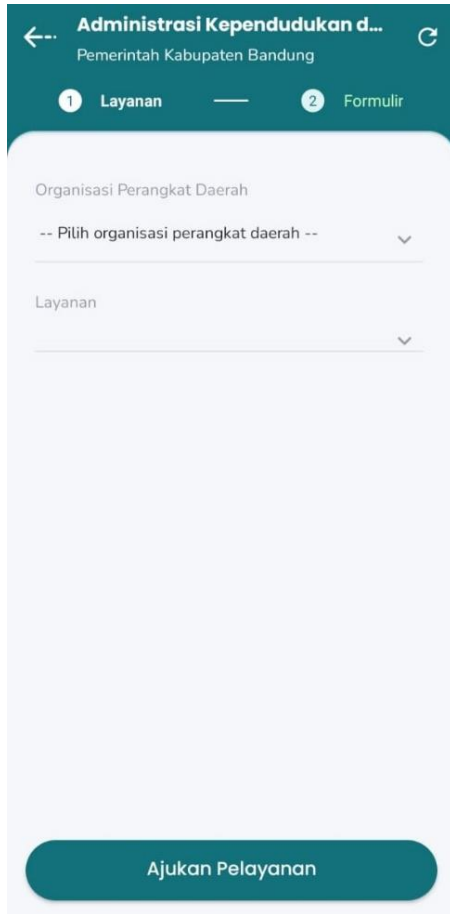 Administrasi Kependudukan d...
Pemerintah Kabupaten Bandung
1 Layanan 2 Formulir
Organisasi Perangkat Daerah
-- Pilih organisasi perangkat daerah --
Layanan
Ajukan Pelayanan